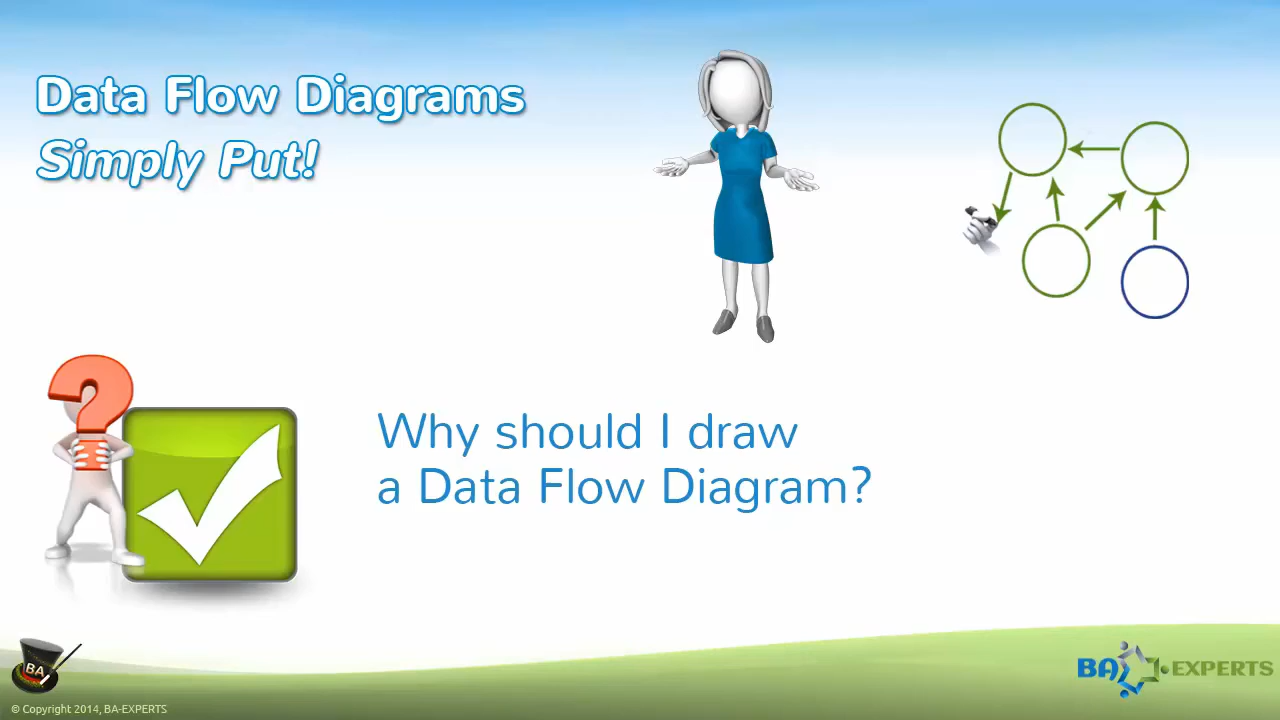 Data Flow Diagrams
Simply Put!
?
Why should I draw
a Data Flow Diagram?
BA
BA EXPERTS
© Copyright 2014, BA-EXPERTS